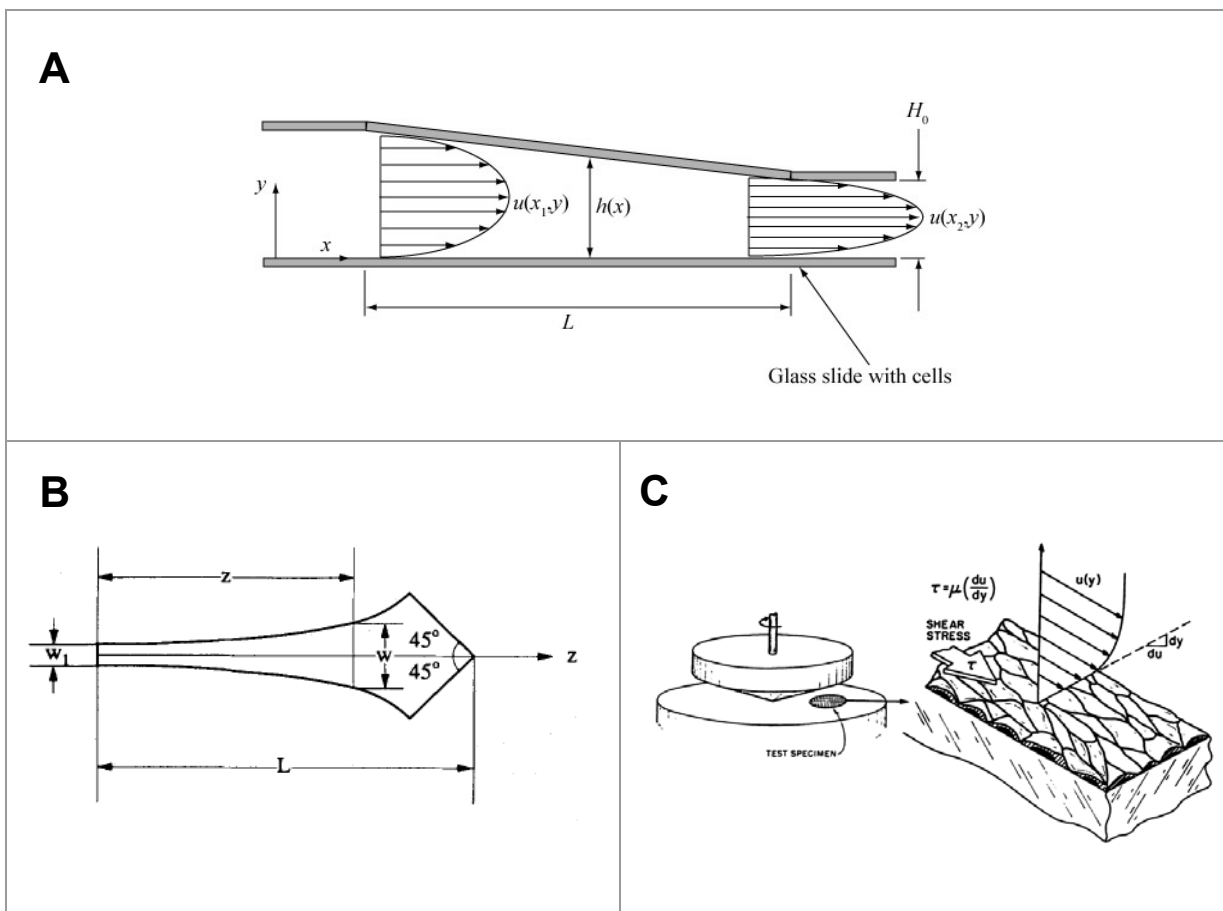 A
H₀
y
u(x₁,y)
h(x)
u(x₂,y)
x
L
Glass slide with cells
B
z
w₁
w
45°
45°
z
L
C
τ=μ(du/dy)
u(y)
SHEAR
STRESS
τ
dy
du
TEST SPECIMEN